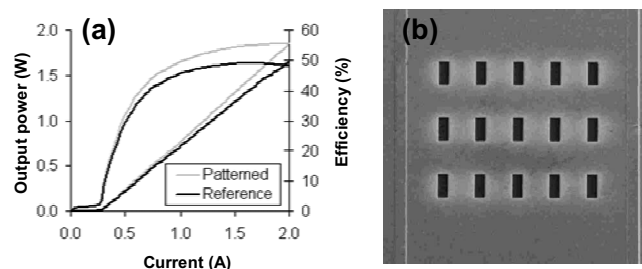 (a)
Output power (W)
2.0
1.5
1.0
0.5
0.0
60
50
40
30
20
10
0
Efficiency (%)
Patterned
Reference
0.0 0.5 1.0 1.5 2.0
Current (A)
(b)